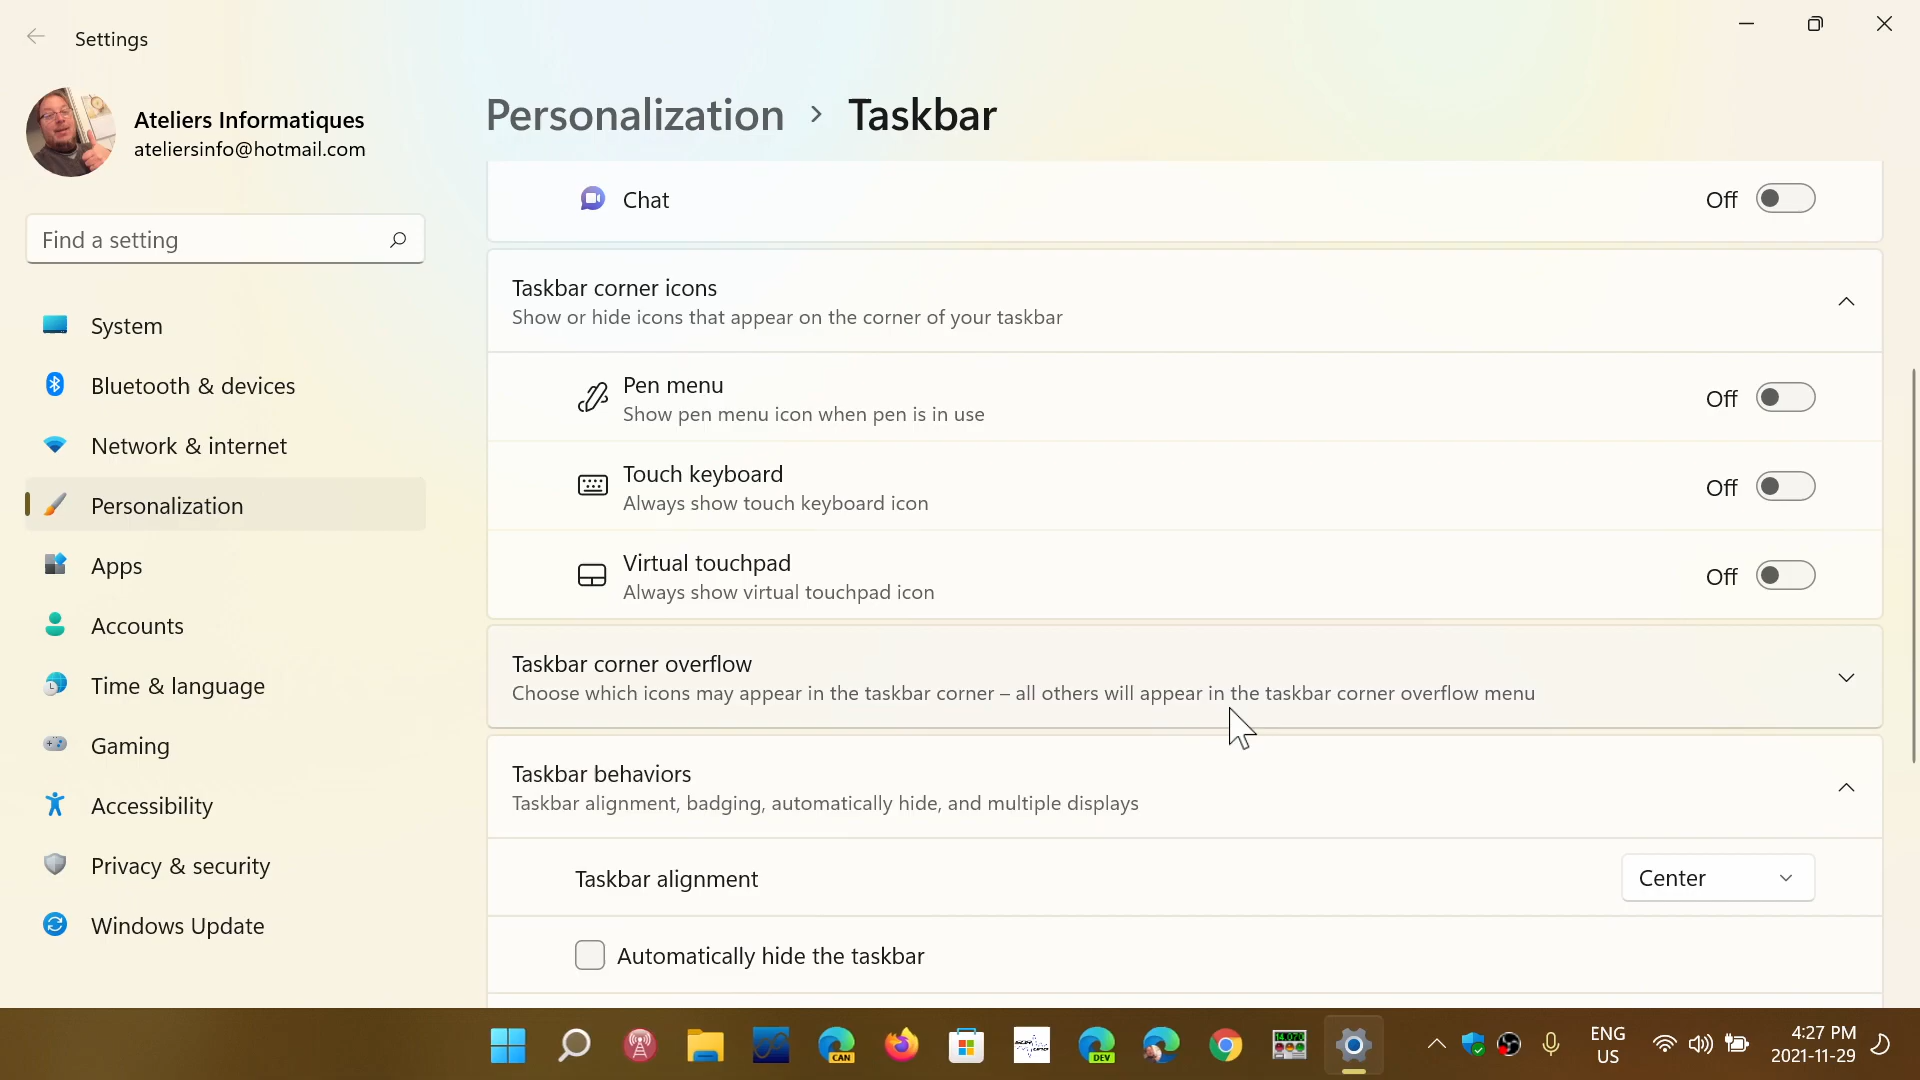 Settings
Ateliers Informatiques
ateliersinfo@hotmail.com
Find a setting
System
Bluetooth & devices
Network & internet
Personalization
Apps
Accounts
Time & language
Gaming
Accessibility
Privacy & security
Windows Update
Personalization > Taskbar
Chat Off
Taskbar corner icons
Show or hide icons that appear on the corner of your taskbar
Pen menu
Show pen menu icon when pen is in use
Off
Touch keyboard
Always show touch keyboard icon
Off
Virtual touchpad
Always show virtual touchpad icon
Off
Taskbar corner overflow
Choose which icons may appear in the taskbar corner – all others will appear in the taskbar corner overflow menu
Taskbar behaviors
Taskbar alignment, badging, automatically hide, and multiple displays
Taskbar alignment Center
Automatically hide the taskbar
CAN
DEV
14.070
ENG
US
4:27 PM
2021-11-29